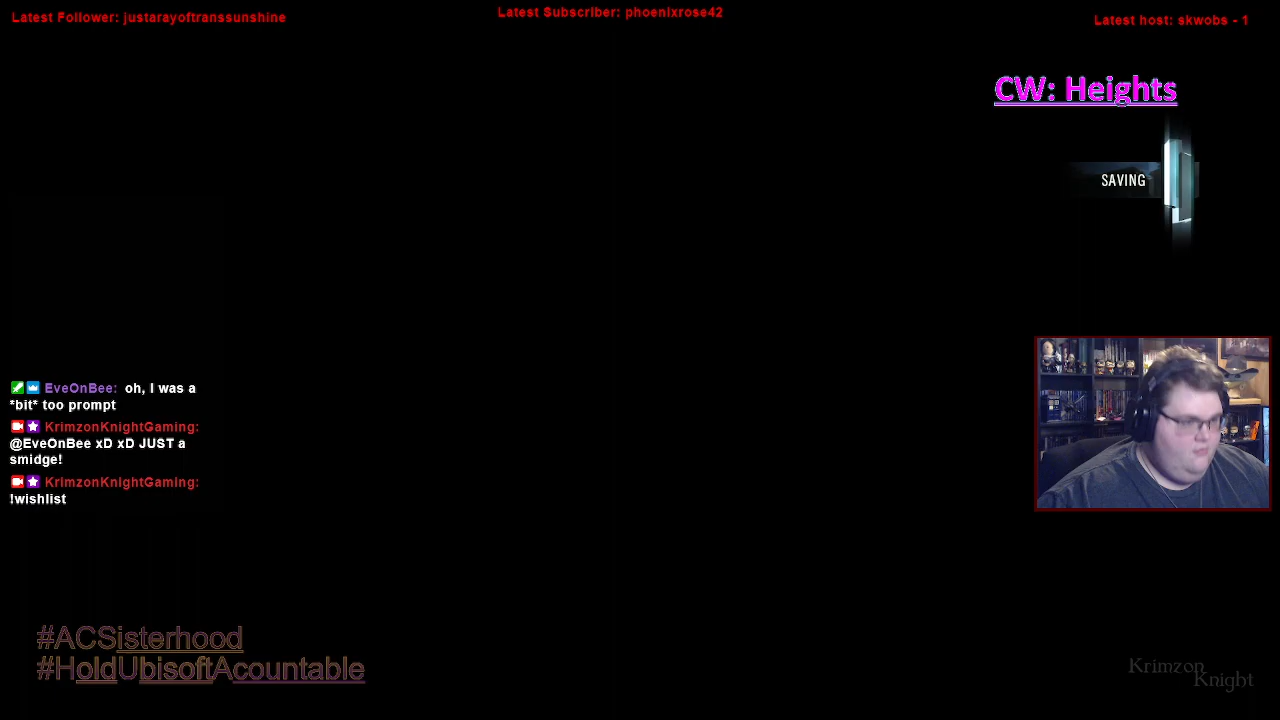 Latest Follower: justarayoftranssunshine
Latest Subscriber: phoenixrose42
Latest host: skwobs - 1
CW: Heights
SAVING
EveOnBee: oh, I was a
*bit* too prompt
KrimzonKnightGaming:
@EveOnBee xD xD JUST a
smidge!
KrimzonKnightGaming:
!wishlist
#ACSisterhood
#HoldUbisoftAcountable
Krimzon
Knight